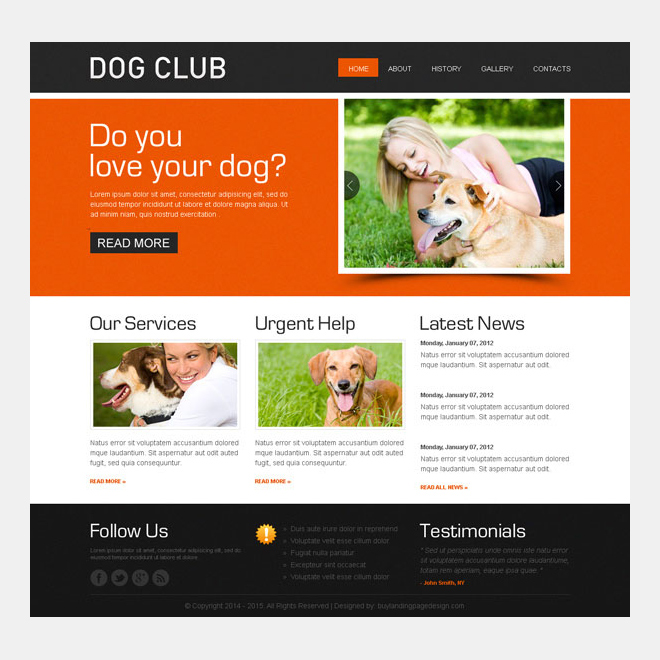 DOG CLUB
HOME ABOUT HISTORY GALLERY CONTACTS
Do you
love your dog?
Lorem ipsum dolor sit amet, consectetur adipisicing elit, sed do
eiusmod tempor incididunt ut labore et dolore magna aliqua. Ut
ad minim niam, quis nostrud exercitation .
READ MORE
Our Services
Natus error sit voluptatem accusantium dolored
mque laudantium. Sit aspernatur aut odit auted
fugit, sed quia consequuntur.
READ MORE »
Urgent Help
Natus error sit voluptatem accusantium dolored
mque laudantium. Sit aspernatur aut odit auted
fugit, sed quia consequuntur.
READ MORE »
Latest News
Monday, January 07, 2012
Natus error sit voluptatem accusantium dolored
mque laudantium. Sit aspernatur aut odit.
Monday, January 07, 2012
Natus error sit voluptatem accusantium dolored
mque laudantium. Sit aspernatur aut odit.
Monday, January 07, 2012
Natus error sit voluptatem accusantium dolored
mque laudantium. Sit aspernatur aut odit.
READ ALL NEWS »
Follow Us
Lorem ipsum dolor sit amet, consectetur adipisicing elit, sed do
eiusmod tempor incididunt ut labore et dolore
» Duis aute irure dolor in reprehend
» Voluptate velit esse cillum dolor
» Fugiat nulla pariatur
» Excepteur sint occaecat
» Voluptate velit esse cillum dolor
Testimonials
" Sed ut perspiciatis unde omnis iste natu error
sit voluptatem accusantium dolore laudantiume,
totam rem aperiam, eaque ipsa quae. "
- John Smith, NY
© Copyright 2014 - 2015. All Rights Reserved | Designed by: buylandingpagedesign.com